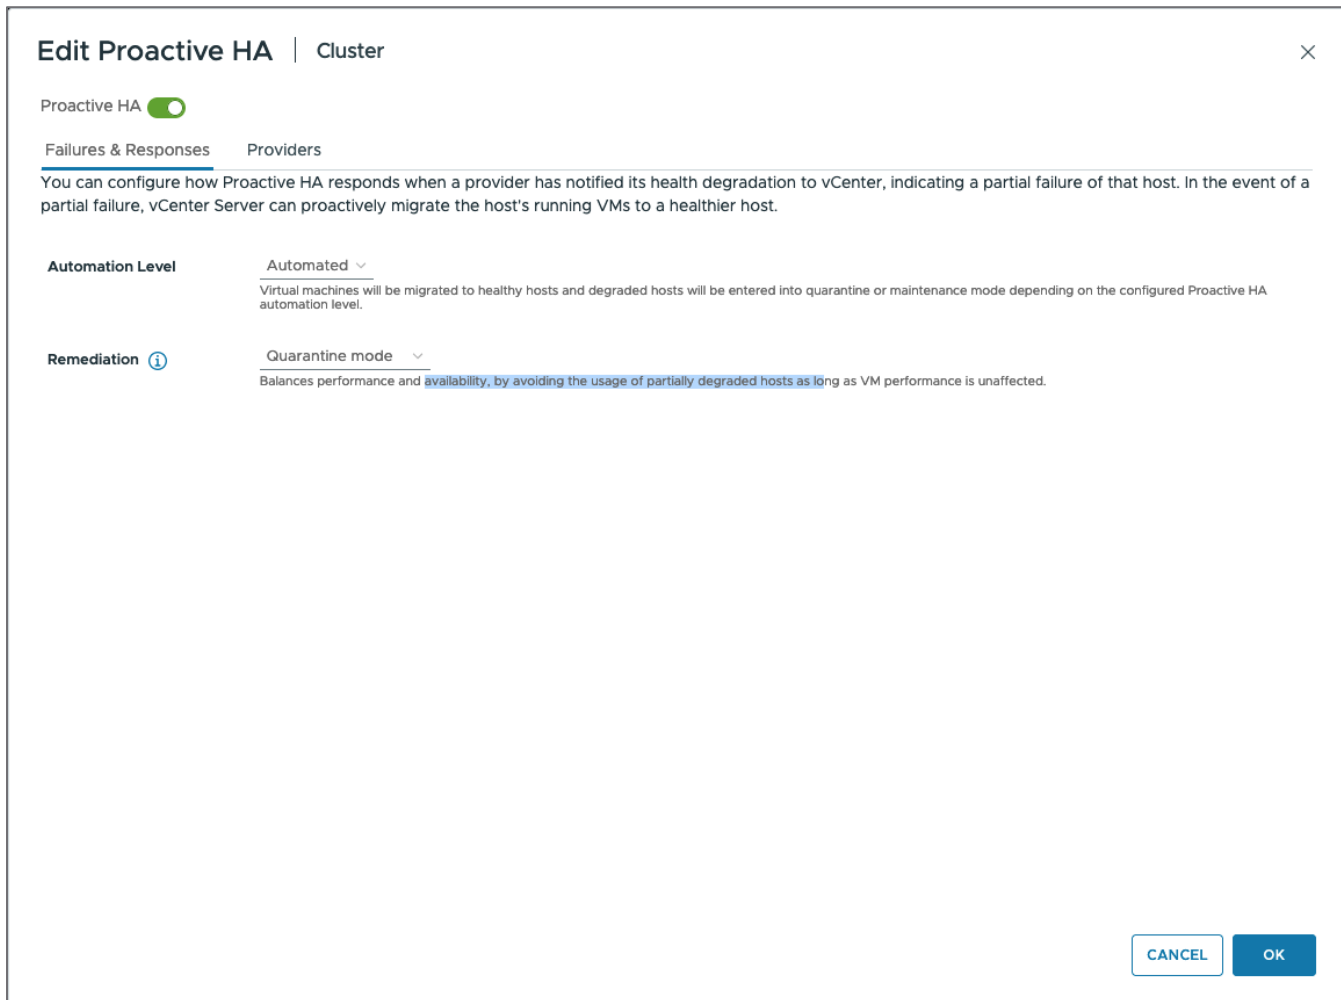 Edit Proactive HA | Cluster
Proactive HA
Failures & Responses Providers
You can configure how Proactive HA responds when a provider has notified its health degradation to vCenter, indicating a partial failure of that host. In the event of a
partial failure, vCenter Server can proactively migrate the host's running VMs to a healthier host.
Automation Level Automated
Virtual machines will be migrated to healthy hosts and degraded hosts will be entered into quarantine or maintenance mode depending on the configured Proactive HA
automation level.
Remediation Quarantine mode
Balances performance and availability, by avoiding the usage of partially degraded hosts as long as VM performance is unaffected.
CANCEL OK